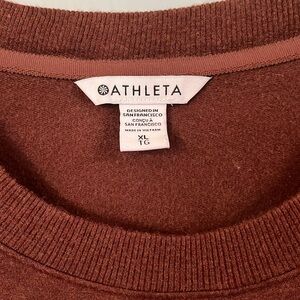 ATHLETA
DESIGNED IN
SAN FRANCISCO
CONÇU À
SAN FRANCISCO
MADE IN VIETNAM
XL
TG